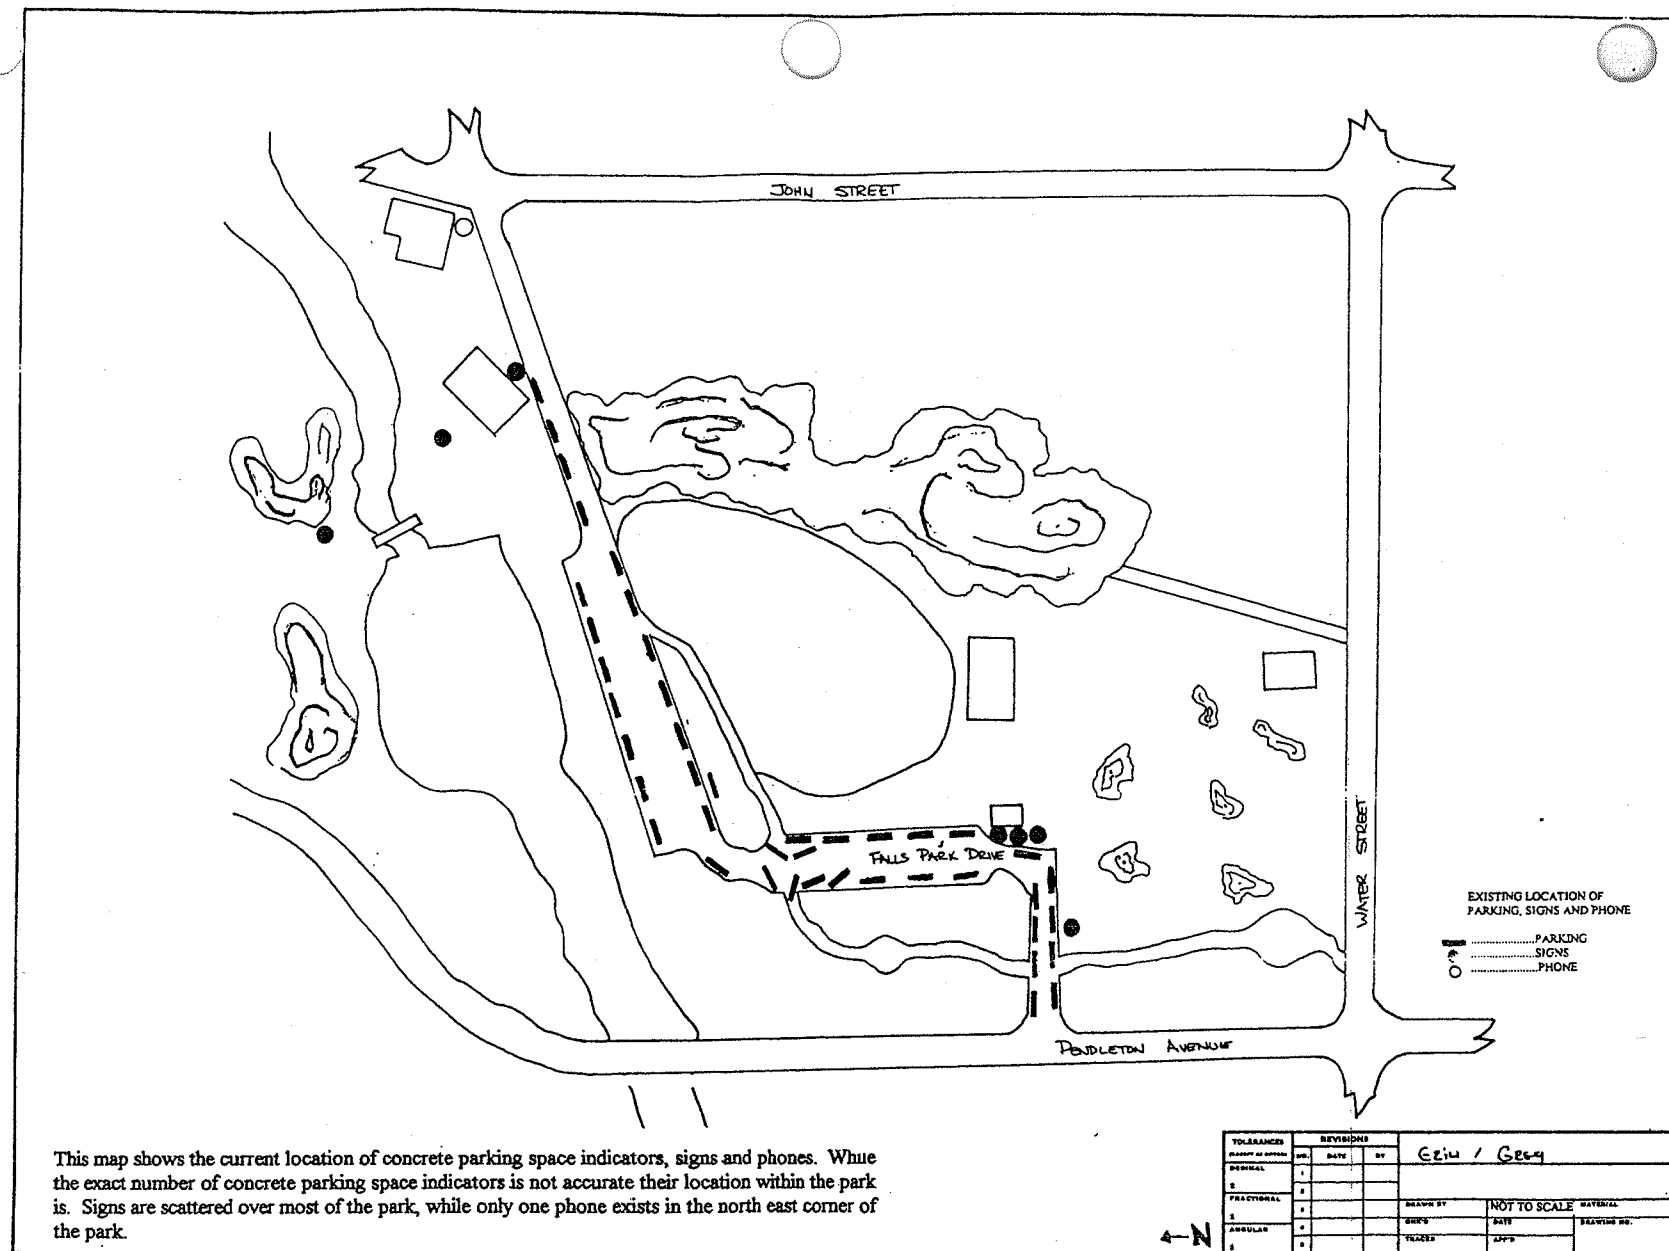 JOHN STREET
FALLS PARK DRIVE
WATER STREET
PENDLETON AVENUE
EXISTING LOCATION OF
PARKING, SIGNS AND PHONE
PARKING
SIGNS
PHONE
This map shows the current location of concrete parking space indicators, signs and phones. Whue
the exact number of concrete parking space indicators is not accurate their location within the park
is. Signs are scattered over most of the park, while only one phone exists in the north east corner of
the park.
N
TOLERANCES
REVISIONS
NO. DATE BY
DECIMAL
FRACTIONAL
ANGULAR
Erin / Greg
DRAWN BY
NOT TO SCALE
MATERIAL
CHK'D
DATE
DRAWING NO.
TRACED
APP'D